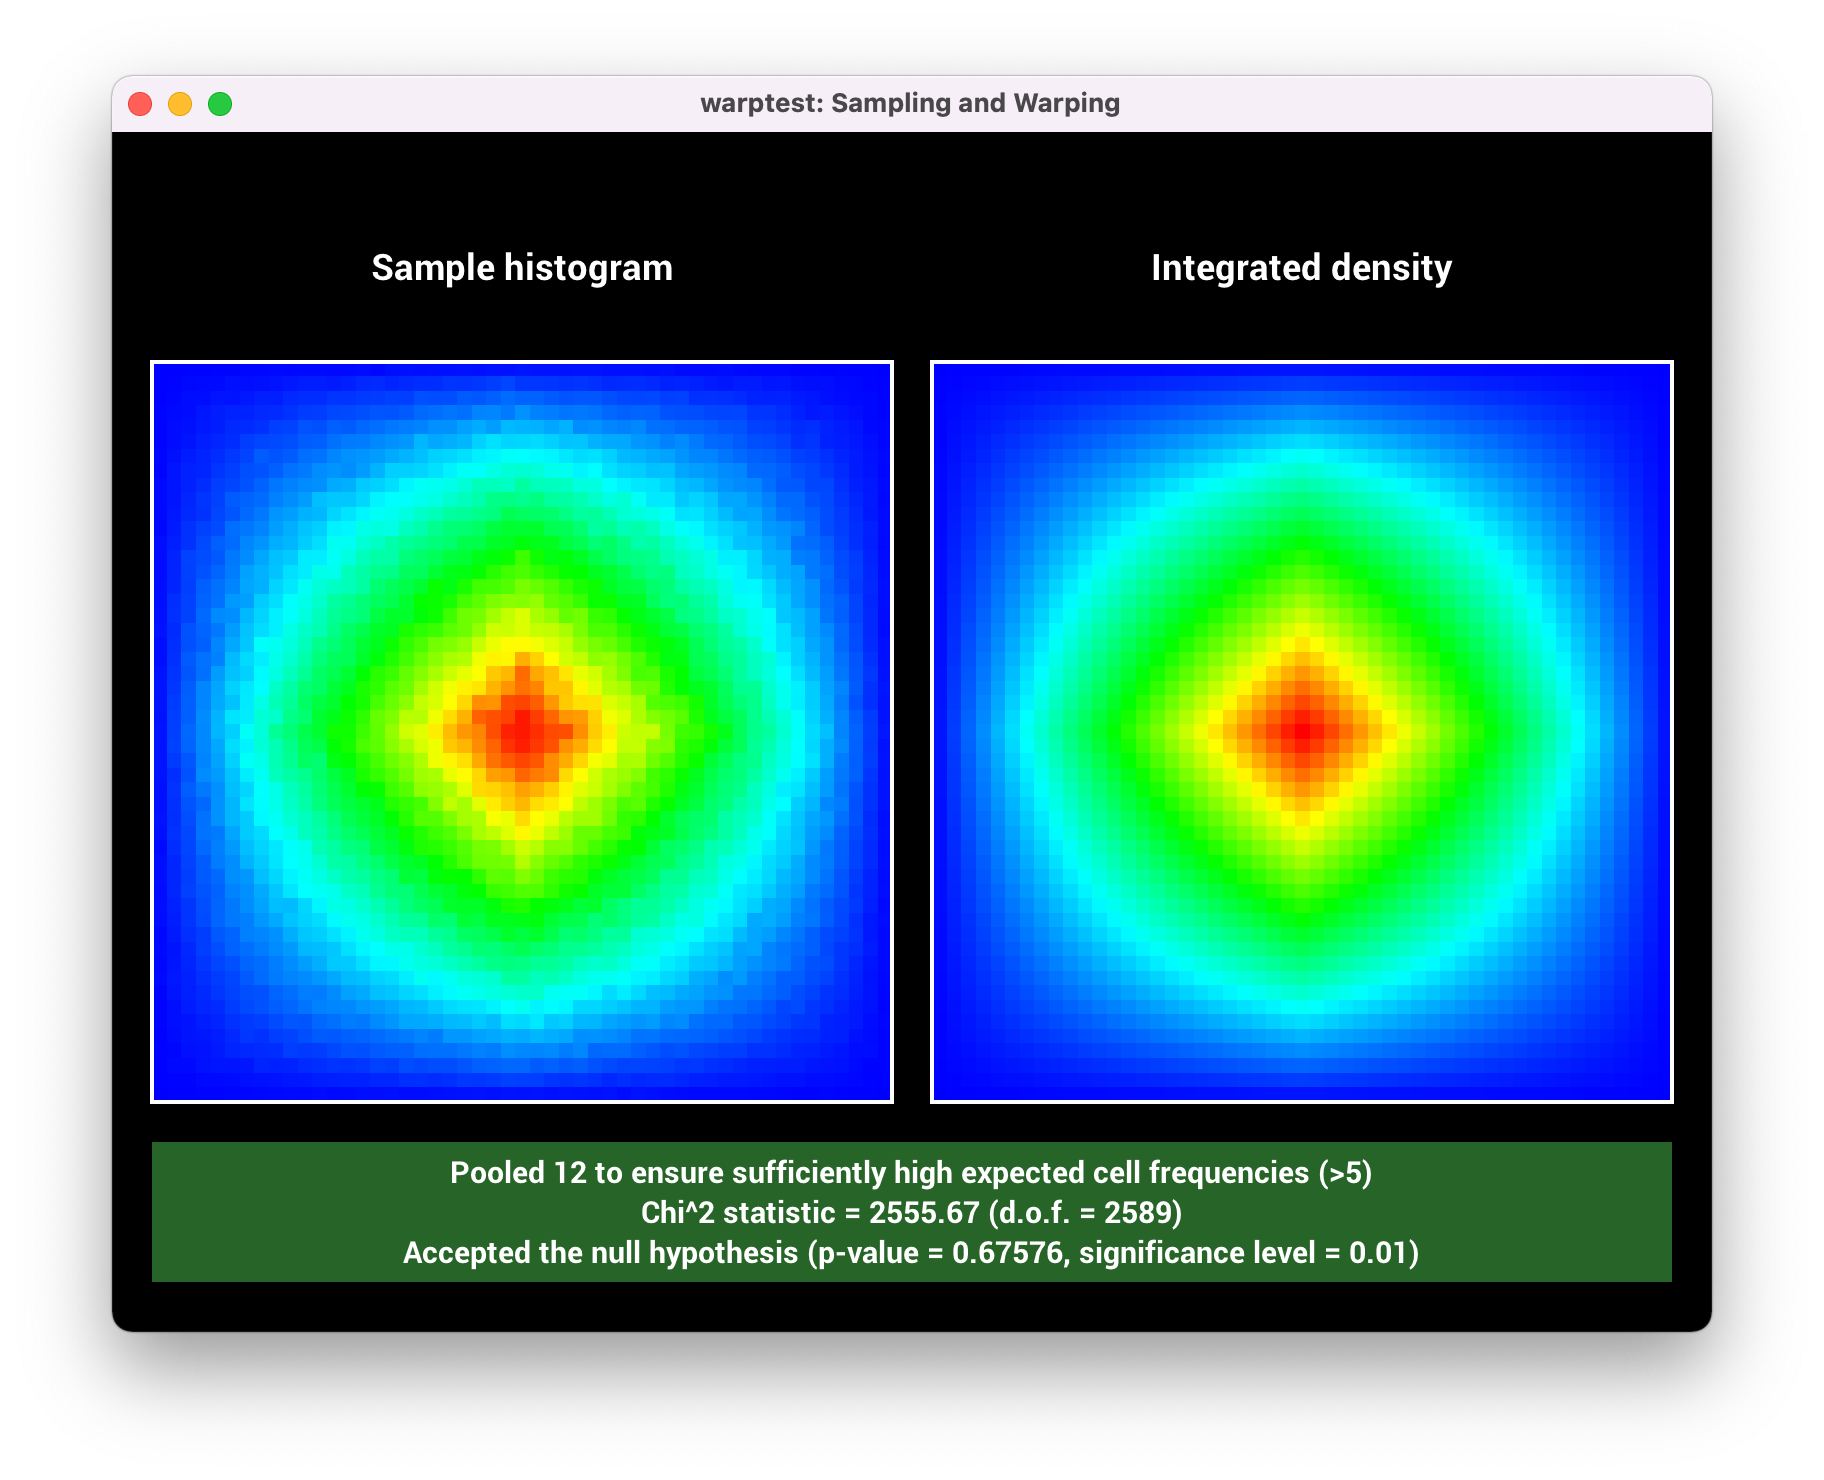 warptest: Sampling and Warping
Sample histogram
Integrated density
Pooled 12 to ensure sufficiently high expected cell frequencies (>5)
Chi^2 statistic = 2555.67 (d.o.f. = 2589)
Accepted the null hypothesis (p-value = 0.67576, significance level = 0.01)